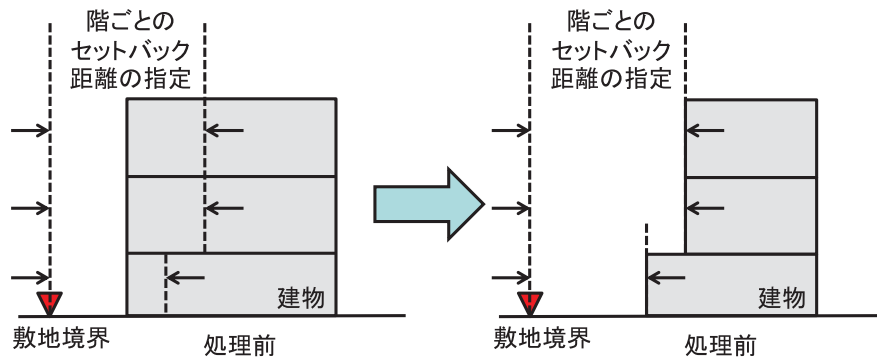 階ごとの
セットバック
距離の指定
建物
敷地境界
処理前
階ごとの
セットバック
距離の指定
建物
敷地境界
処理前